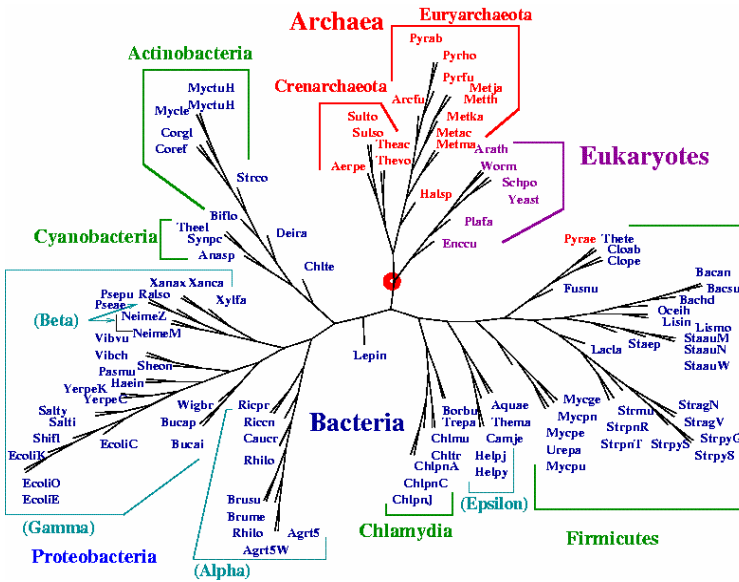 Archaea
Euryarchaeota
Pyrab
Pyrho
Pyrfu
Metja
Metth
Arcfu
Metka
Metac
Metma
Crenarchaeota
Sulto
Sulso
Theac
Thevo
Aerpe
Halsp
Actinobacteria
MyctuH
MyctuH
Mycle
Corgl
Coref
Strco
Biflo
Cyanobacteria
Theel
Synpc
Anasp
Deira
Chlte
Arath
Worm
Schpo
Yeast
Plafa
Enccu
Eukaryotes
Pyrae
Thete
Cloab
Clope
Fusnu
Bacan
Bacsu
Bachd
Oceih
Lisin
Lismo
StaauM
StaauN
StaauW
Staep
Lacla
Xanax
Xanca
Psepu
Ralso
Pseae
Xylfa
(Beta)
NeimeZ
NeimeM
Vibvu
Vibch
Sheon
Pasmu
Haein
YerpeK
YerpeC
Salty
Salti
Shifl
EcoliK
EcoliC
EcoliO
EcoliE
Wigbr
Bucap
Bucai
(Gamma)
Proteobacteria
Ricpr
Riccn
Caucr
Rhilo
Brusu
Brume
Rhilo
Agrt5
Agrt5W
(Alpha)
Lepin
Bacteria
Borbu
Trepa
Chlmu
Chltr
ChlpnA
ChlpnC
ChlpnJ
Chlamydia
Aquae
Thema
Camje
Helpj
Helpy
(Epsilon)
Mycge
Mycpn
Mycpe
Urepa
Mycpu
Strmu
StrpnR
StrpnT
StragN
StragV
StrpyG
StrpyS
StrpyS
Firmicutes